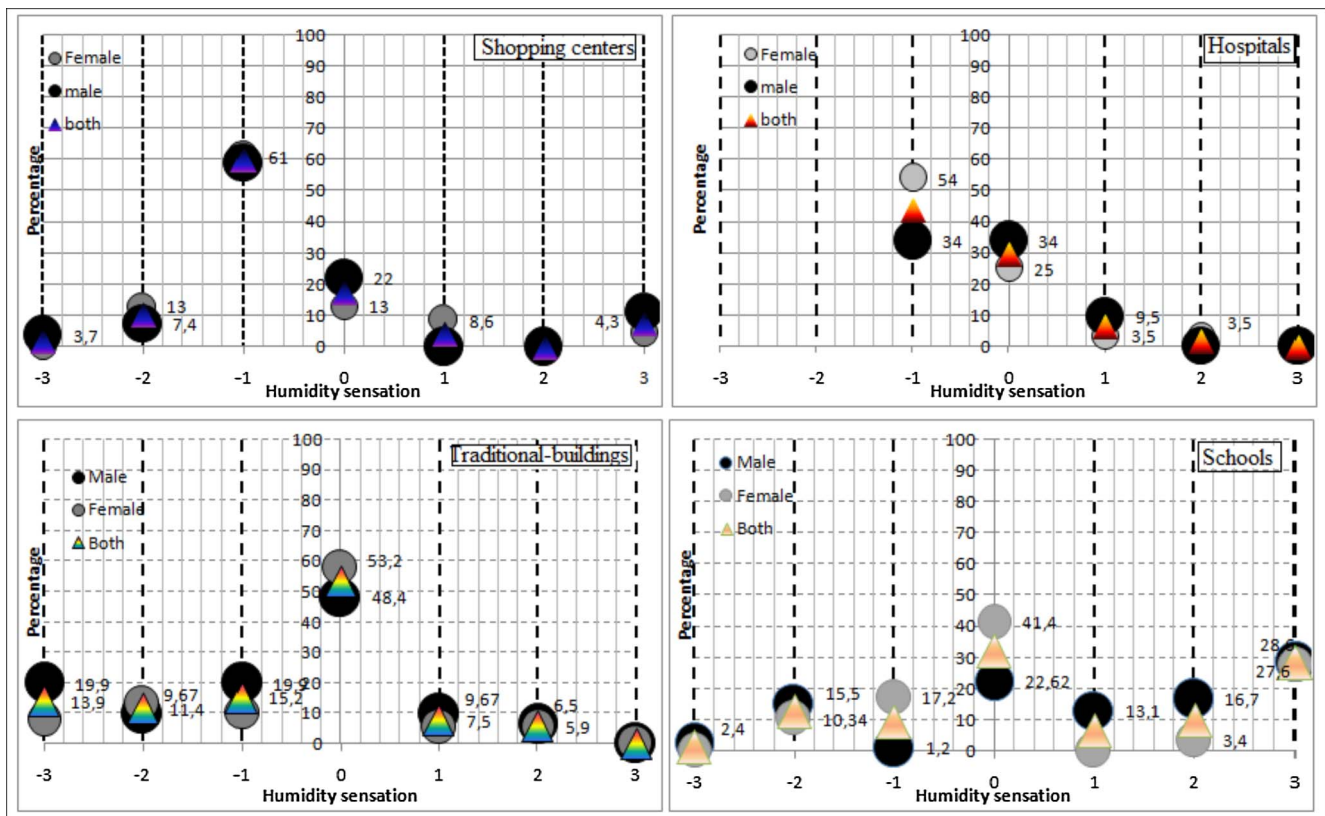 Shopping centers
Female
male
both
Percentage
100
90
80
70
60
50
40
30
20
10
0
61
22
13
13
7,4
3,7
8,6
4,3
-3 -2 -1 0 1 2 3
Humidity sensation
Hospitals
Female
male
both
Percentage
100
90
80
70
60
50
40
30
20
10
0
54
34
34
25
9,5
3,5
3,5
-3 -2 -1 0 1 2 3
Humidity sensation
Traditional-buildings
Male
Female
Both
Percentage
100
90
80
70
60
50
40
30
20
10
0
53,2
48,4
19,9
13,9
9,67
11,4
19,9
15,2
9,67
7,5
6,5
5,9
-3 -2 -1 0 1 2 3
Humidity sensation
Schools
Male
Female
Both
Percentage
100
90
80
70
60
50
40
30
20
10
0
41,4
22,62
2,4
15,5
10,34
17,2
1,2
13,1
16,7
3,4
27,6
-3 -2 -1 0 1 2 3
Humidity sensation